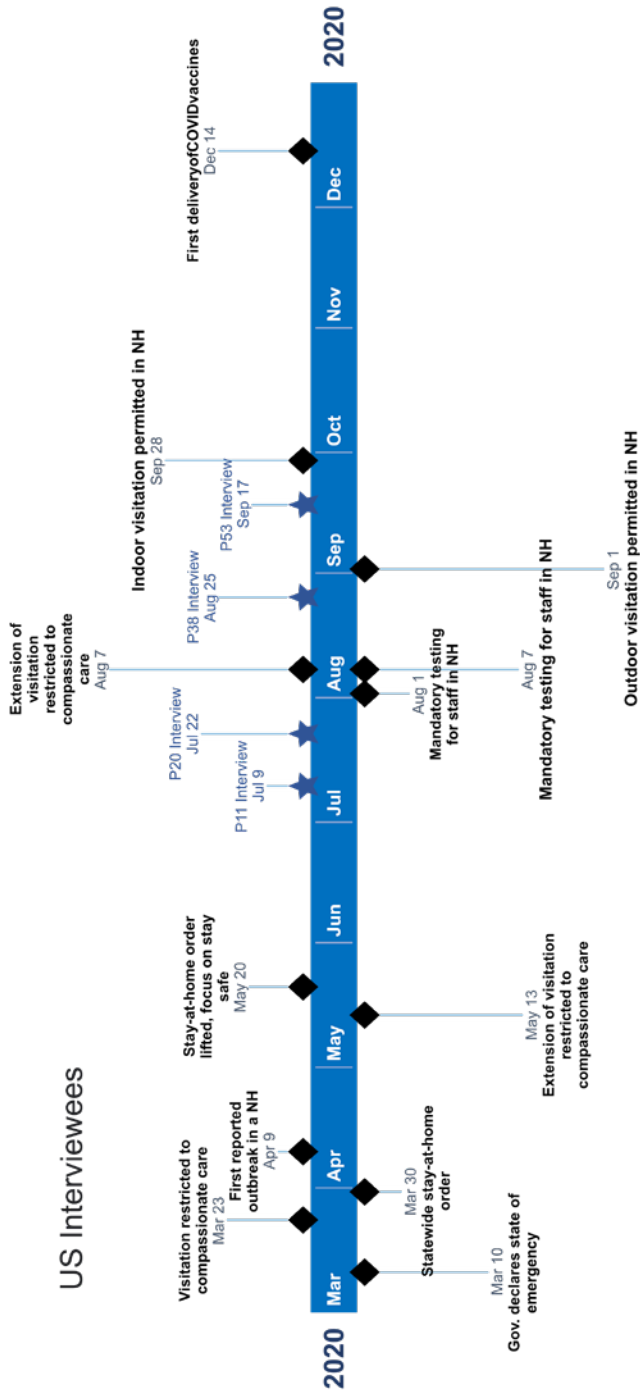 US Interviewees
Visitation restricted to
compassionate care
Mar 23
First reported
outbreak in a NH
Apr 9
Stay-at-home order
lifted, focus on stay
safe
May 20
P11 Interview
Jul 9
P20 Interview
Jul 22
Extension of
visitation
restricted to
compassionate
care
Aug 7
P38 Interview
Aug 25
P53 Interview
Sep 17
Indoor visitation permitted in NH
Sep 28
First deliveryofCOVIDvaccines
Dec 14
2020
Mar
Apr
May
Jun
Jul
Aug
Sep
Oct
Nov
Dec
2020
Mar 10
Gov. declares state of
emergency
Mar 30
Statewide stay-at-home
order
May 13
Extension of visitation
restricted to
compassionate care
Aug 1
Mandatory testing
for staff in NH
Aug 7
Mandatory testing for staff in NH
Sep 1
Outdoor visitation permitted in NH